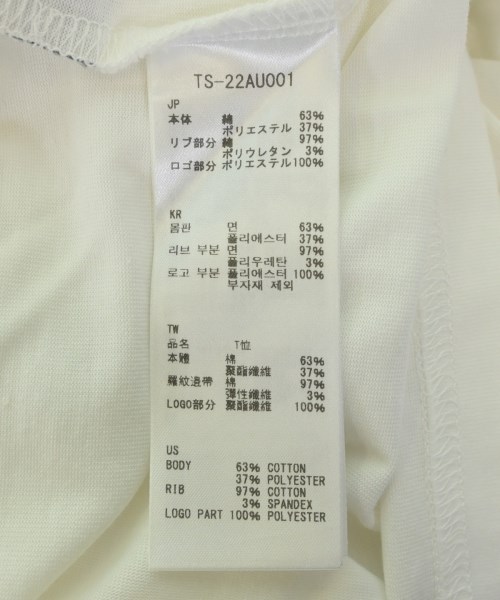 TS-22AU001
JP
本体 綿 63%
ポリエステル 37%
リブ部分 綿 97%
ポリウレタン 3%
ロゴ部分 ポリエステル 100%
KR
몸판 면 63%
폴리에스터 37%
리브 부분 면 97%
폴리우레탄 3%
로고 부분 폴리에스터 100%
부자재 제외
TW
品名 T恤
本體 棉 63%
聚酯纖維 37%
羅紋邊帶 棉 97%
彈性纖維 3%
LOGO部分 聚酯纖維 100%
US
BODY 63% COTTON
37% POLYESTER
RIB 97% COTTON
3% SPANDEX
LOGO PART 100% POLYESTER